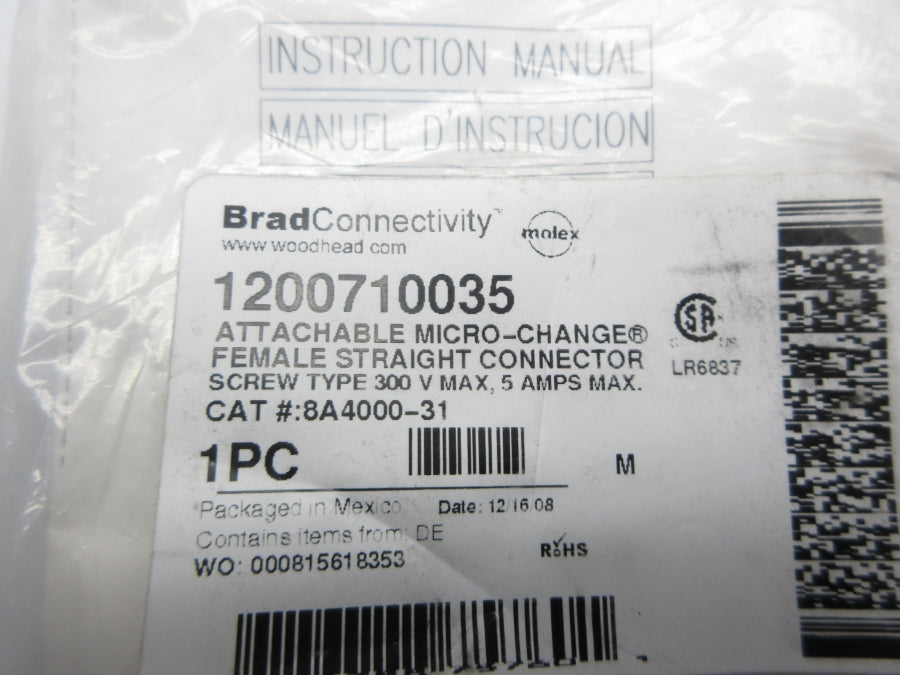 INSTRUCTION MANUAL
MANUEL D'INSTRUCION
BradConnectivity™
www.woodhead.com
molex
1200710035
ATTACHABLE MICRO-CHANGE®
FEMALE STRAIGHT CONNECTOR
SCREW TYPE 300 V MAX, 5 AMPS MAX.
CAT #:8A4000-31
LR6837
1PC
M
Packaged in Mexico
Date: 12/16/08
Contains items from: DE
RoHS
WO: 000815618353